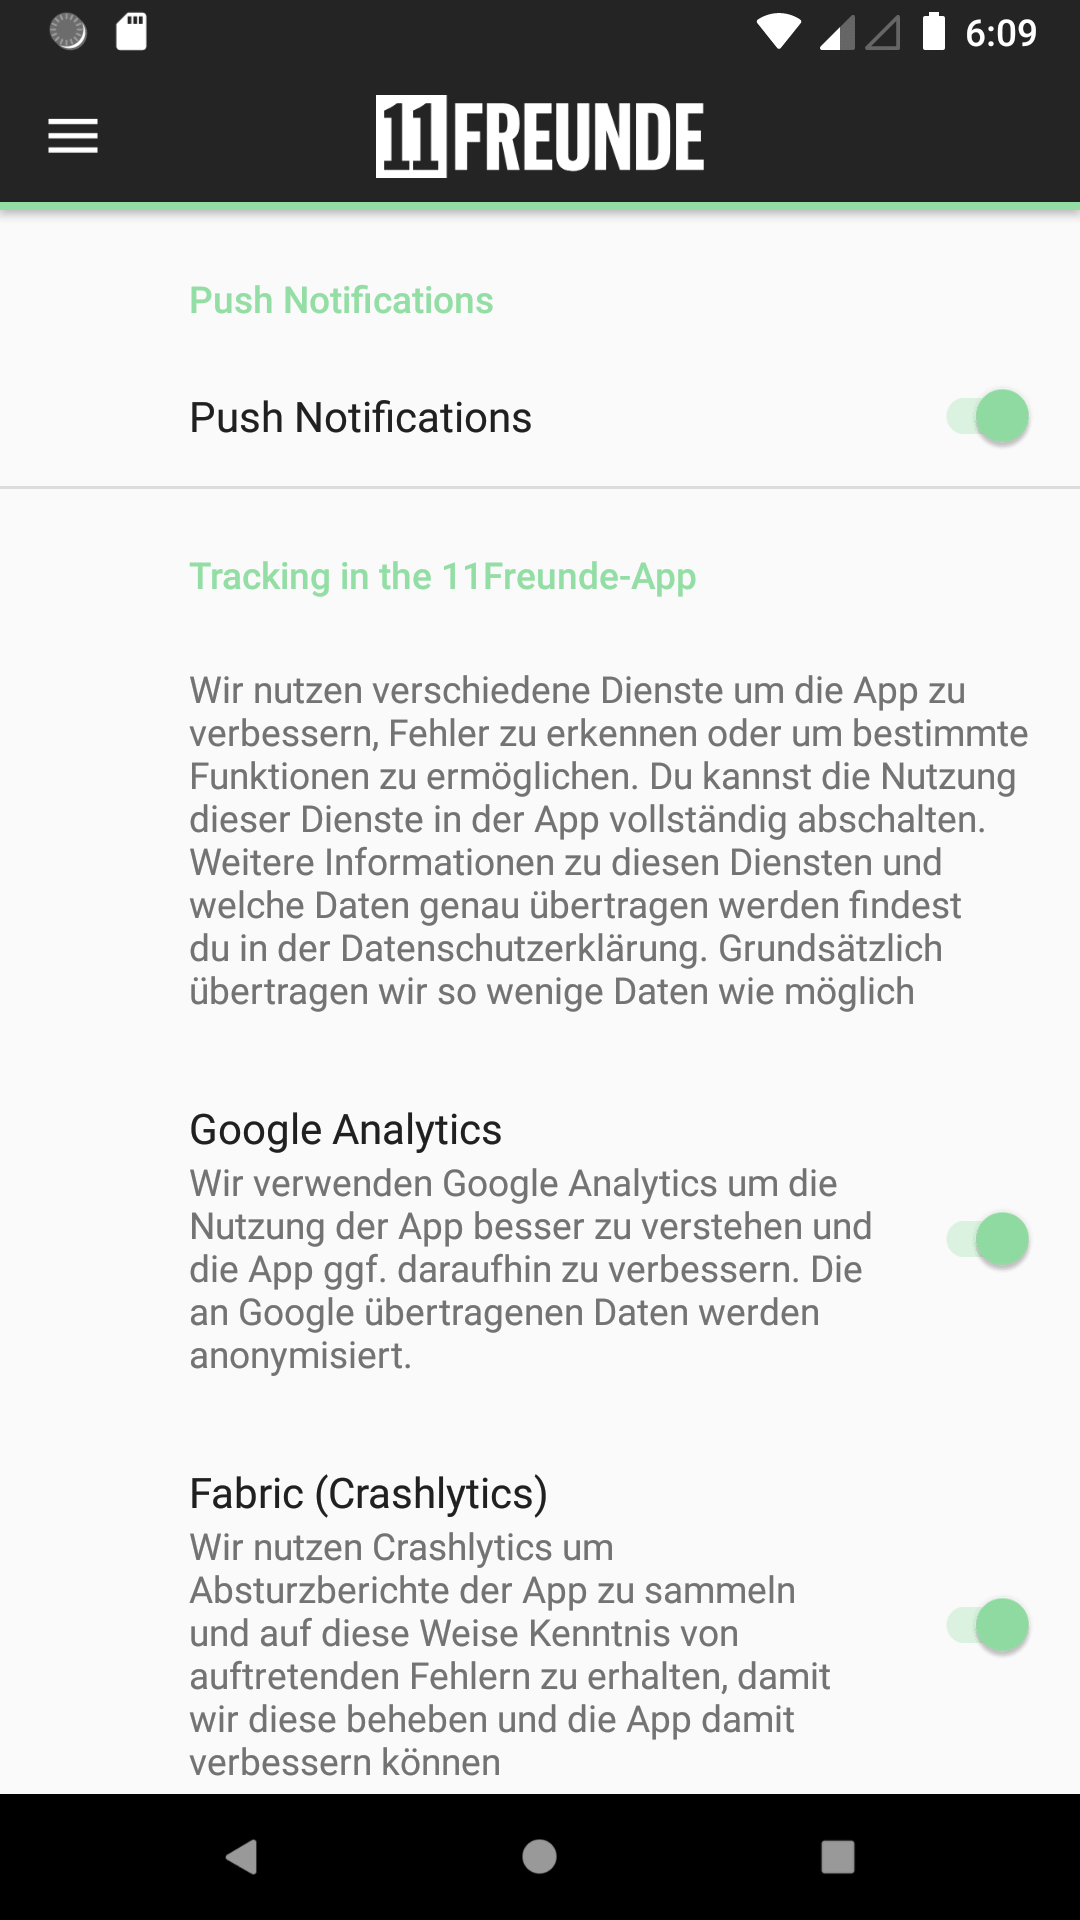 6:09
11FREUNDE
Push Notifications
Push Notifications
Tracking in the 11Freunde-App
Wir nutzen verschiedene Dienste um die App zu
verbessern, Fehler zu erkennen oder um bestimmte
Funktionen zu ermöglichen. Du kannst die Nutzung
dieser Dienste in der App vollständig abschalten.
Weitere Informationen zu diesen Diensten und
welche Daten genau übertragen werden findest
du in der Datenschutzerklärung. Grundsätzlich
übertragen wir so wenige Daten wie möglich
Google Analytics
Wir verwenden Google Analytics um die
Nutzung der App besser zu verstehen und
die App ggf. daraufhin zu verbessern. Die
an Google übertragenen Daten werden
anonymisiert.
Fabric (Crashlytics)
Wir nutzen Crashlytics um
Absturzberichte der App zu sammeln
und auf diese Weise Kenntnis von
auftretenden Fehlern zu erhalten, damit
wir diese beheben und die App damit
verbessern können